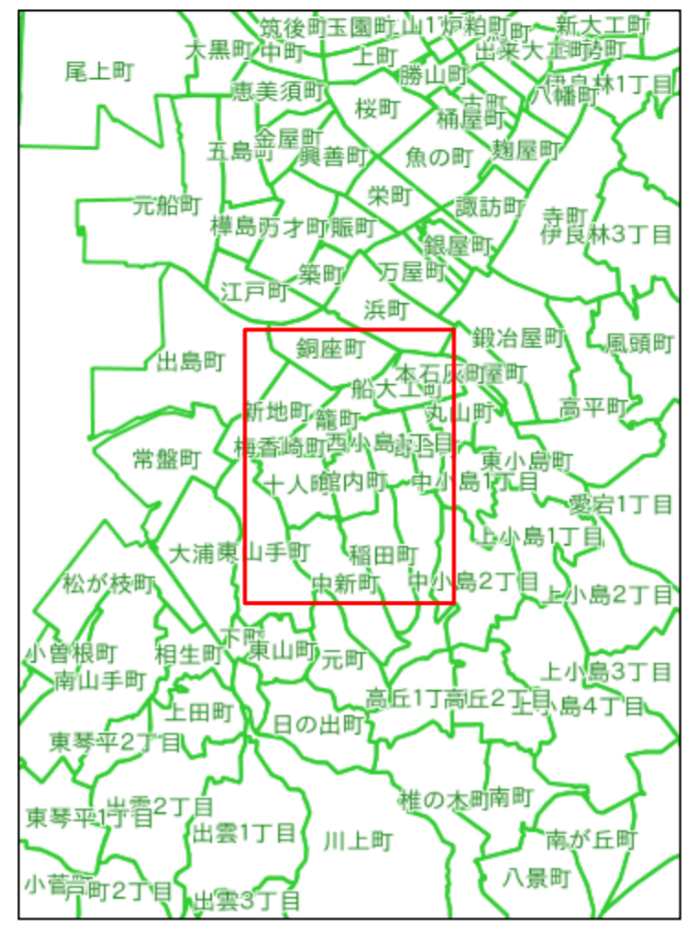 筑後町
玉園町
炉粕町
新大工町
大黒町
中町
上町
出来大工町
尾上町
勝山町
伊良林1丁目
恵美須町
八幡町
桜町
古町
桶屋町
金屋町
五島町
興善町
魚の町
麹屋町
栄町
元船町
諏訪町
寺町
樺島町
万才町
賑町
伊良林3丁目
銀屋町
築町
万屋町
江戸町
浜町
鍛冶屋町
風頭町
銅座町
出島町
本石灰町
船大工町
新地町
籠町
丸山町
高平町
梅香崎町
西小島1丁目
常盤町
東小島町
十人町
館内町
中小島1丁目
愛宕1丁目
上小島1丁目
大浦東町
山手町
稲田町
松が枝町
中新町
中小島2丁目
上小島2丁目
下町
小曽根町
相生町
東山町
元町
上小島3丁目
南山手町
高丘1丁目
高丘2丁目
上小島4丁目
上田町
日の出町
東琴平2丁目
椎の木町
南町
出雲2丁目
東琴平1丁目
出雲1丁目
川上町
南が丘町
八景町
小菅町
戸町2丁目
出雲3丁目